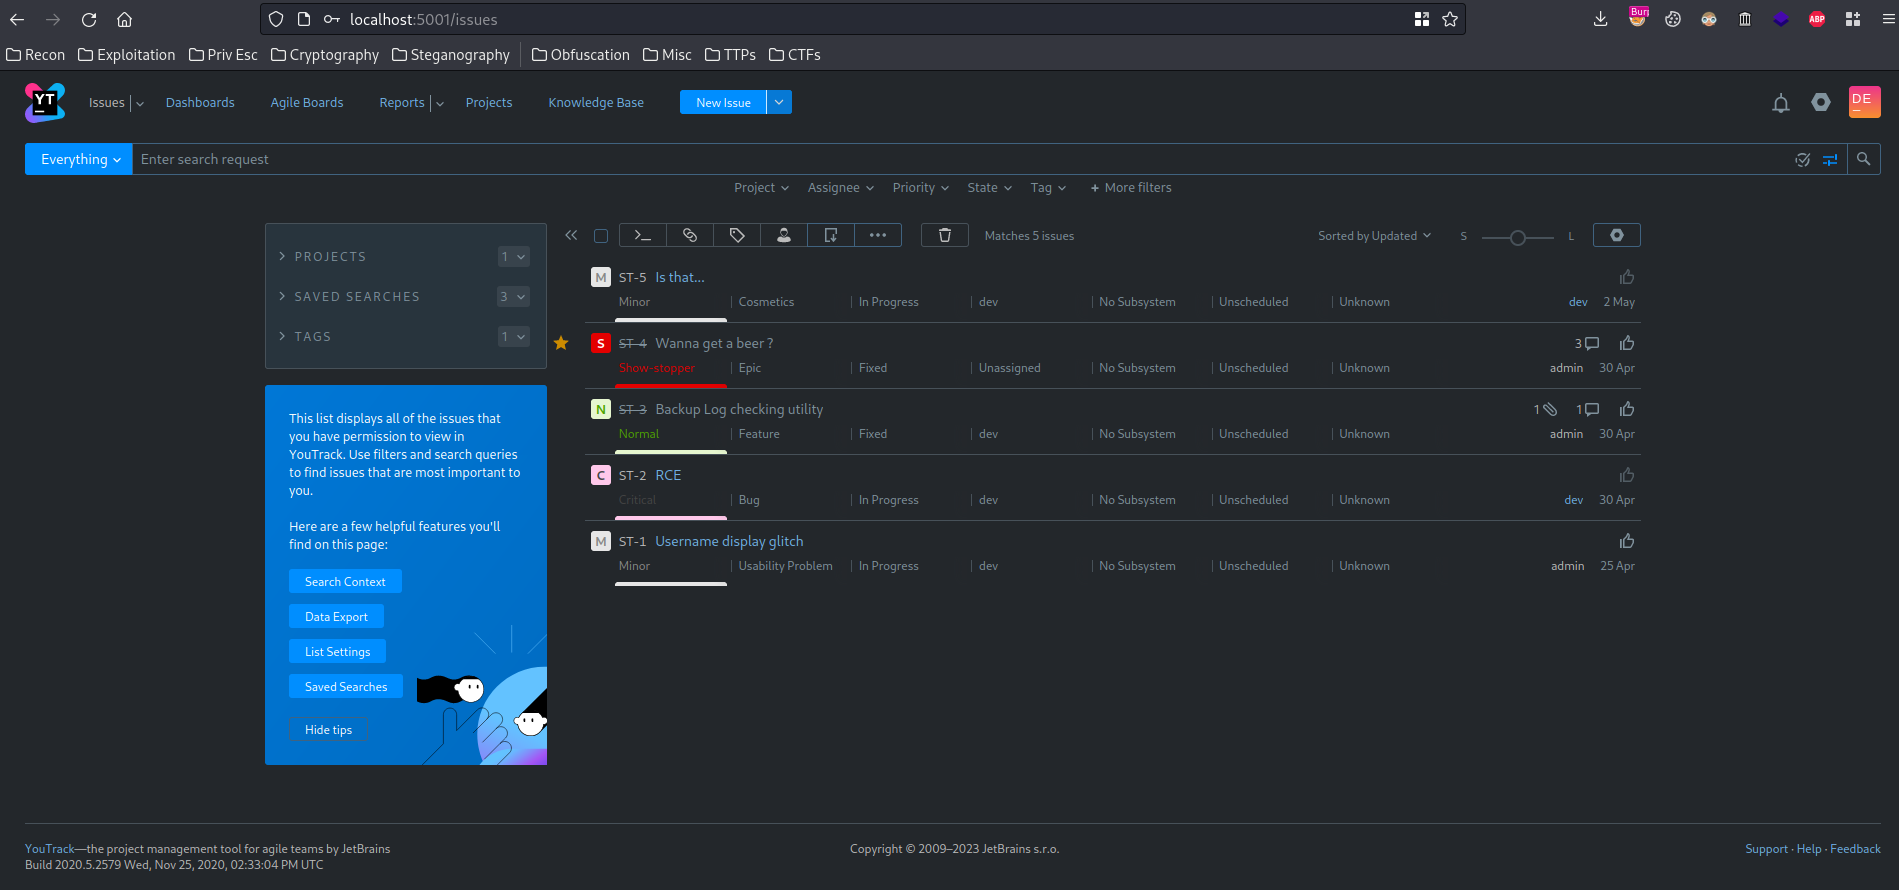 localhost:5001/issues
Burp
ABP
Recon Exploitation Priv Esc Cryptography Steganography Obfuscation Misc TTPs CTFs
YT Issues Dashboards Agile Boards Reports Projects Knowledge Base New Issue DE
Everything Enter search request
Project Assignee Priority State Tag + More filters
PROJECTS 1
SAVED SEARCHES 3
TAGS 1
This list displays all of the issues that
you have permission to view in
YouTrack. Use filters and search queries
to find issues that are most important to
you.
Here are a few helpful features you'll
find on this page:
Search Context
Data Export
List Settings
Saved Searches
Hide tips
Matches 5 issues Sorted by Updated S L
M ST-5 Is that...
Minor Cosmetics In Progress dev No Subsystem Unscheduled Unknown dev 2 May
S ST-4 Wanna get a beer ? 3
Show-stopper Epic Fixed Unassigned No Subsystem Unscheduled Unknown admin 30 Apr
N ST-3 Backup Log checking utility 1 1
Normal Feature Fixed dev No Subsystem Unscheduled Unknown admin 30 Apr
C ST-2 RCE
Critical Bug In Progress dev No Subsystem Unscheduled Unknown dev 30 Apr
M ST-1 Username display glitch
Minor Usability Problem In Progress dev No Subsystem Unscheduled Unknown admin 25 Apr
YouTrack—the project management tool for agile teams by JetBrains
Build 2020.5.2579 Wed, Nov 25, 2020, 02:33:04 PM UTC
Copyright © 2009–2023 JetBrains s.r.o.
Support · Help · Feedback